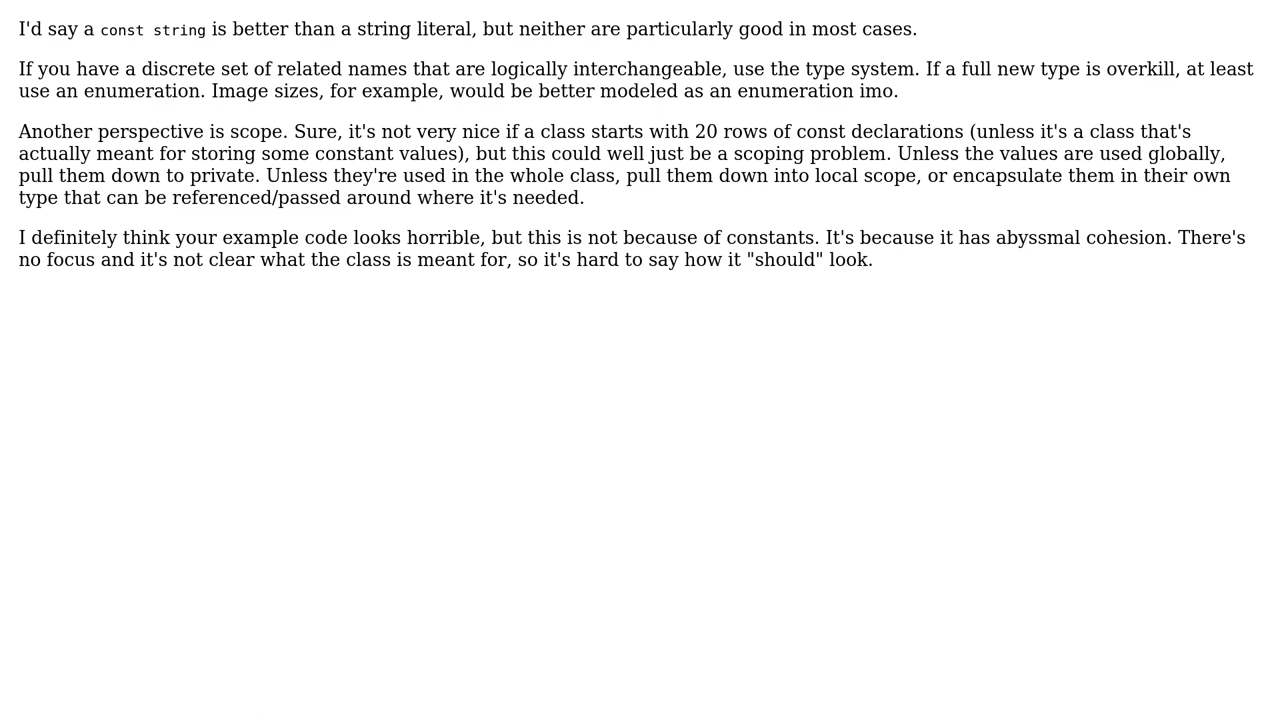 I'd say a const string is better than a string literal, but neither are particularly good in most cases.
If you have a discrete set of related names that are logically interchangeable, use the type system. If a full new type is overkill, at least
use an enumeration. Image sizes, for example, would be better modeled as an enumeration imo.
Another perspective is scope. Sure, it's not very nice if a class starts with 20 rows of const declarations (unless it's a class that's
actually meant for storing some constant values), but this could well just be a scoping problem. Unless the values are used globally,
pull them down to private. Unless they're used in the whole class, pull them down into local scope, or encapsulate them in their own
type that can be referenced/passed around where it's needed.
I definitely think your example code looks horrible, but this is not because of constants. It's because it has abyssmal cohesion. There's
no focus and it's not clear what the class is meant for, so it's hard to say how it "should" look.